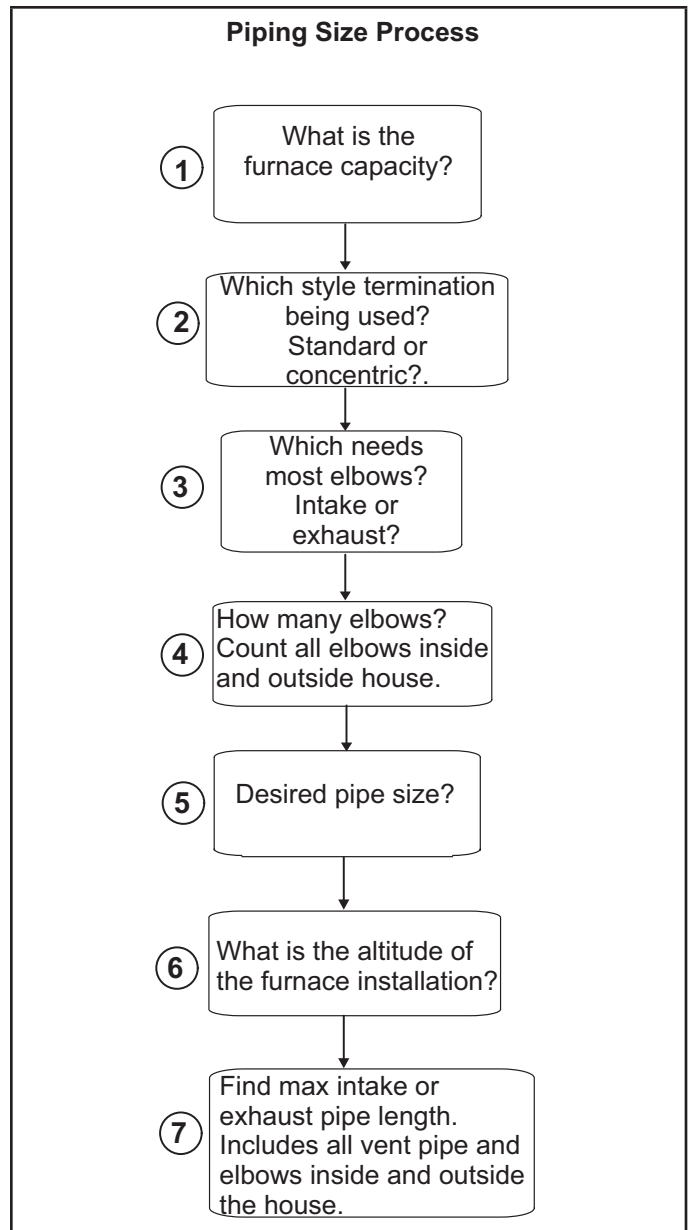 Piping Size Process
1
What is the
furnace capacity?
2
Which style termination
being used?
Standard or
concentric?.
3
Which needs
most elbows?
Intake or
exhaust?
4
How many elbows?
Count all elbows inside
and outside house.
5
Desired pipe size?
6
What is the altitude of
the furnace installation?
7
Find max intake or
exhaust pipe length.
Includes all vent pipe and
elbows inside and outside
the house.